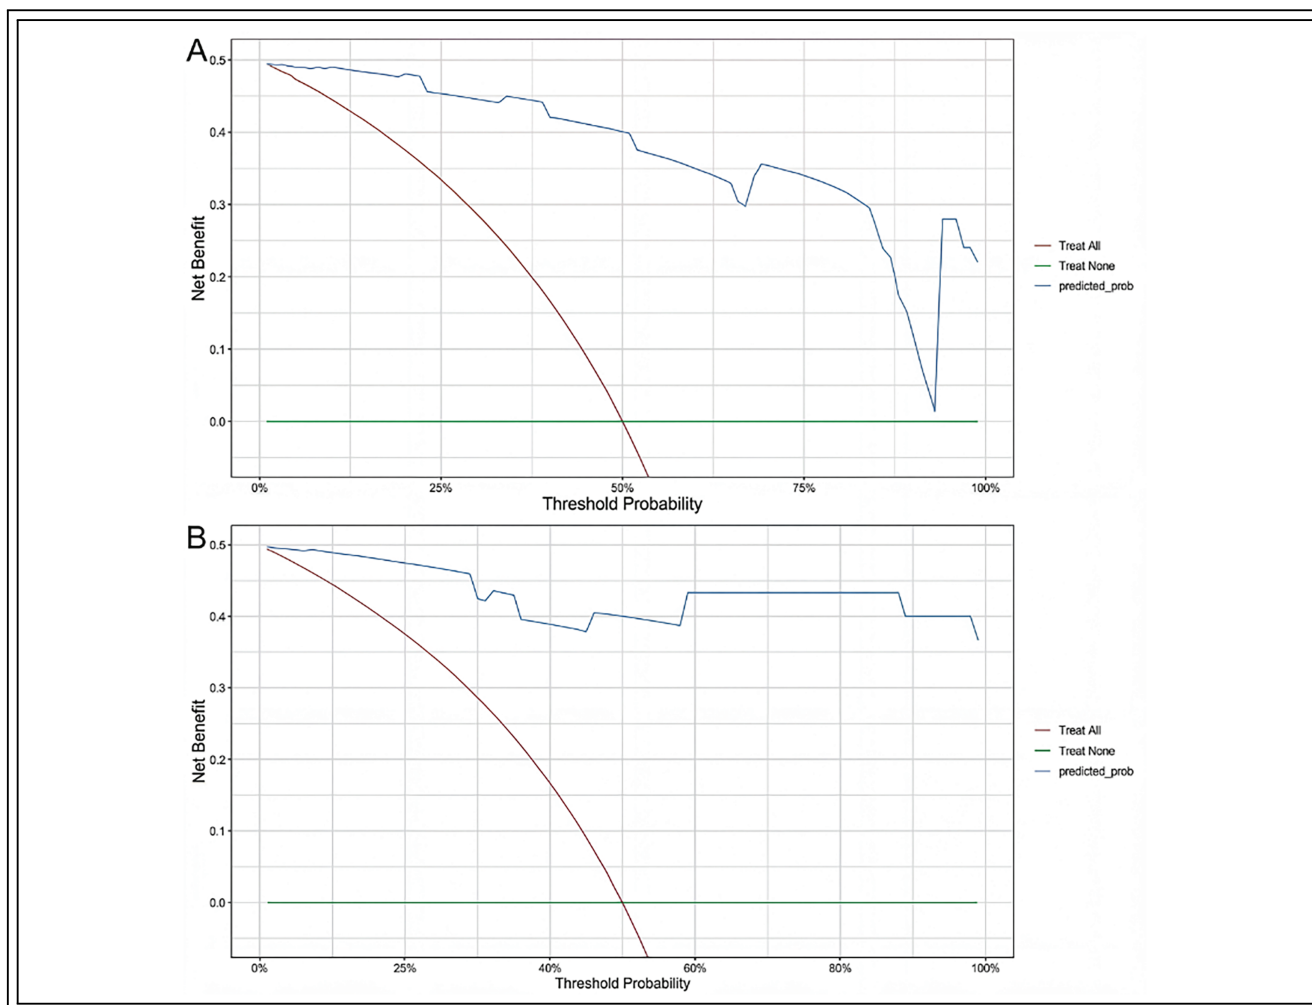 A
0.5
0.4
0.3
0.2
0.1
0.0
Net Benefit
0% 25% 50% 75% 100%
Threshold Probability
Treat All
Treat None
predicted_prob
B
0.5
0.4
0.3
0.2
0.1
0.0
Net Benefit
0% 25% 40% 60% 80% 100%
Threshold Probability
Treat All
Treat None
predicted_prob